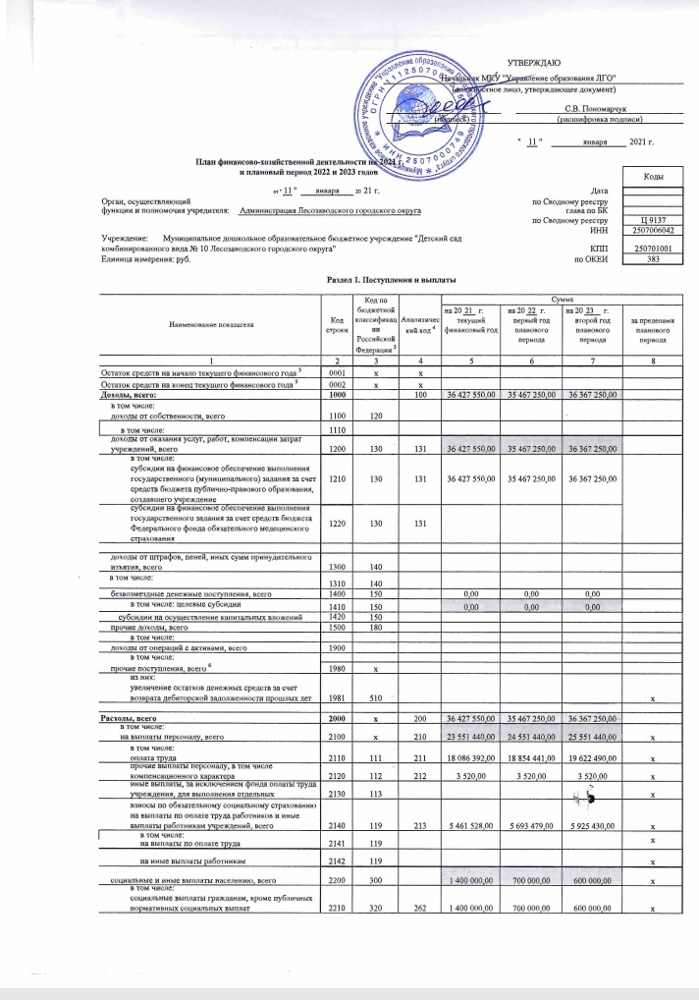 УТВЕРЖДАЮ
Начальник МКУ "Управление образования ЛГО"
(должностное лицо, утверждающее документ)
С.В. Пономарчук
(подпись) (расшифровка подписи)
" 11 " января 2021 г.
План финансово-хозяйственной деятельности на 2021 г.
и плановый период 2022 и 2023 годов
от " 11 " января 20 21 г.
Коды
Дата
Орган, осуществляющий по Сводному реестру
функции и полномочия учредителя: Администрация Лесозаводского городского округа глава по БК
по Сводному реестру Ц 9137
ИНН 2507006042
Учреждение: Муниципальное дошкольное образовательное бюджетное учреждение "Детский сад
комбинированного вида № 10 Лесозаводского городского округа" КПП 250701001
Единица измерения: руб. по ОКЕИ 383
Раздел 1. Поступления и выплаты
Наименование показателя
Код строки
Код по бюджетной классификации Российской Федерации 3
Аналитический код 4
Сумма
на 20 21 г. текущий финансовый год
на 20 22 г. первый год планового периода
на 20 23 г. второй год планового периода
за пределами планового периода
1 2 3 4 5 6 7 8
Остаток средств на начало текущего финансового года 5 0001 x x
Остаток средств на конец текущего финансового года 5 0002 x x
Доходы, всего: 1000 100 36 427 550,00 35 467 250,00 36 367 250,00
в том числе:
доходы от собственности, всего 1100 120
в том числе: 1110
доходы от оказания услуг, работ, компенсации затрат
учреждений, всего 1200 130 131 36 427 550,00 35 467 250,00 36 367 250,00
в том числе:
субсидии на финансовое обеспечение выполнения
государственного (муниципального) задания за счет
средств бюджета публично-правового образования,
создавшего учреждение 1210 130 131 36 427 550,00 35 467 250,00 36 367 250,00
субсидии на финансовое обеспечение выполнения
государственного задания за счет средств бюджета
Федерального фонда обязательного медецинского
страхования 1220 130 131
доходы от штрафов, пеней, иных сумм принудительного
изъятия, всего 1300 140
в том числе: 1310 140
безвозмездные денежные поступления, всего 1400 150 0,00 0,00 0,00
в том числе: целевые субсидии 1410 150 0,00 0,00 0,00
субсидии на осуществление капитальных вложений 1420 150
прочие доходы, всего 1500 180
в том числе:
доходы от операций с активами, всего 1900
в том числе:
прочие поступления, всего 6 1980 x
из них:
увеличение остатков денежных средств за счет
возврата дебиторской задолженности прошлых лет 1981 510 x
Расходы, всего 2000 x 200 36 427 550,00 35 467 250,00 36 367 250,00
в том числе:
на выплаты персоналу, всего 2100 x 210 23 551 440,00 24 551 440,00 25 551 440,00 x
в том числе:
оплата труда 2110 111 211 18 086 392,00 18 854 441,00 19 622 490,00 x
прочие выплаты персоналу, в том числе
компенсационного характера 2120 112 212 3 520,00 3 520,00 3 520,00 x
иные выплаты, за исключением фонда оплаты труда
учреждения, для выполнения отдельных 2130 113 x
взносы по обязательному социальному страхованию
на выплаты по оплате труда работников и иные
выплаты работникам учреждений, всего 2140 119 213 5 461 528,00 5 693 479,00 5 925 430,00 x
в том числе:
на выплаты по оплате труда 2141 119 x
на иные выплаты работникам 2142 119 x
социальные и иные выплаты населению, всего 2200 300 1 400 000,00 700 000,00 600 000,00 x
в том числе:
социальные выплаты гражданам, кроме публичных
нормативных социальных выплат 2210 320 262 1 400 000,00 700 000,00 600 000,00 x